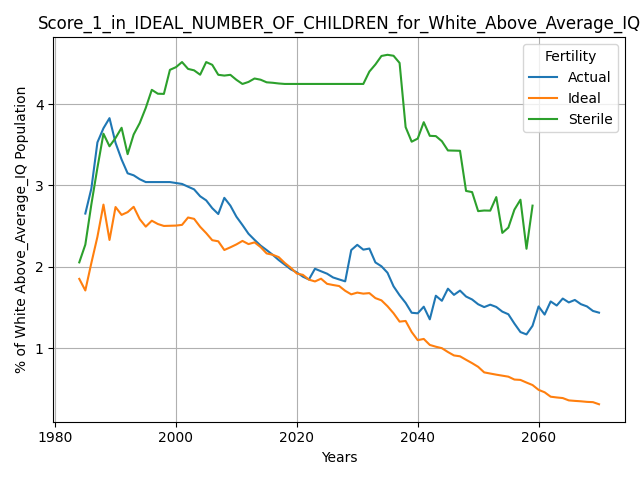 Score_1_in_IDEAL_NUMBER_OF_CHILDREN_for_White_Above_Average_IQ
Fertility
Actual
Ideal
Sterile
% of White Above_Average_IQ Population
4
3
2
1
1980
2000
2020
2040
2060
Years